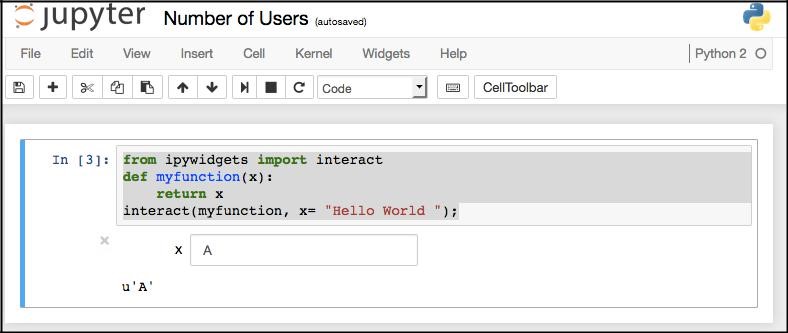 jupyter Number of Users (autosaved)
File Edit View Insert Cell Kernel Widgets Help Python 2
Code CellToolbar
In [3]: from ipywidgets import interact
def myfunction(x):
    return x
interact(myfunction, x= "Hello World ");
x A
u'A'